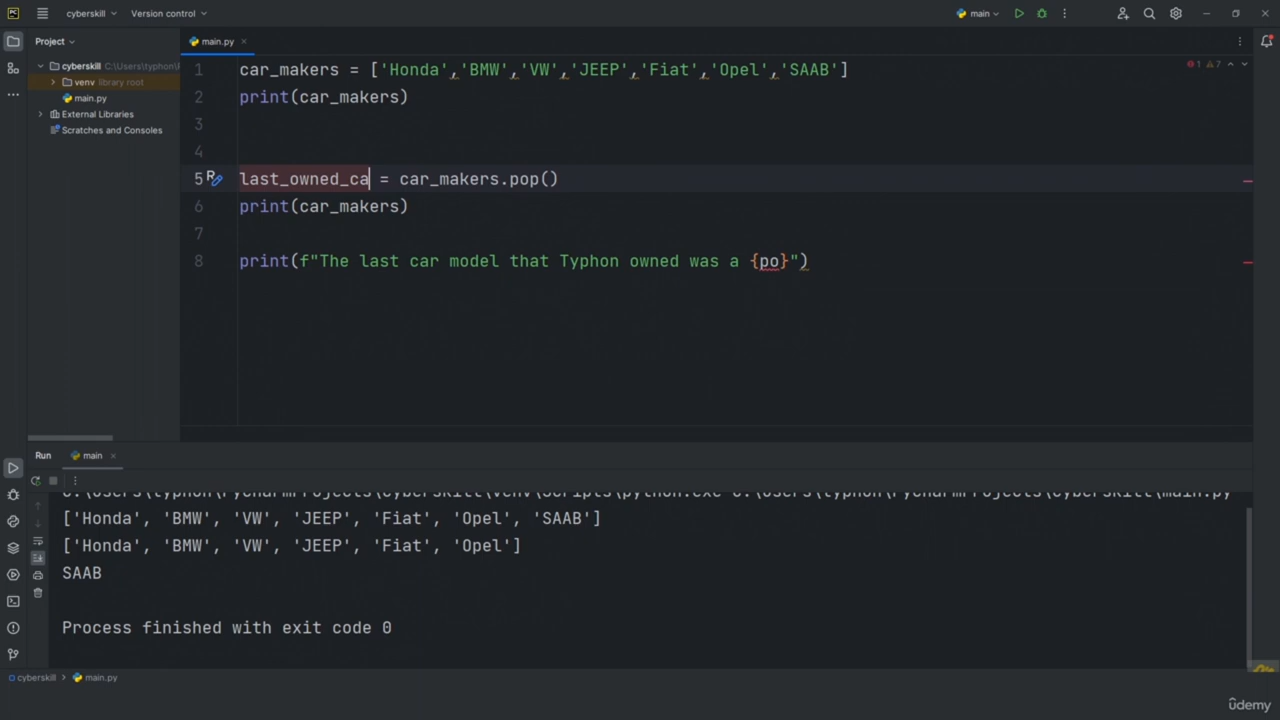 cyberskill
Version control
main
Project
main.py
cyberskill C:\Users\typhon\
venv library root
main.py
External Libraries
Scratches and Consoles
1 car_makers = ['Honda','BMW','VW','JEEP','Fiat','Opel','SAAB']
1 7
2 print(car_makers)
3
4
5 last_owned_ca = car_makers.pop()
6 print(car_makers)
7
8 print(f"The last car model that Typhon owned was a {po}")
Run main
C:\Users\typhon\PycharmProjects\cyberskill\venv\Scripts\python.exe C:\Users\typhon\PycharmProjects\cyberskill\main.py
['Honda', 'BMW', 'VW', 'JEEP', 'Fiat', 'Opel', 'SAAB']
['Honda', 'BMW', 'VW', 'JEEP', 'Fiat', 'Opel']
SAAB
Process finished with exit code 0
cyberskill > main.py
ûdemy